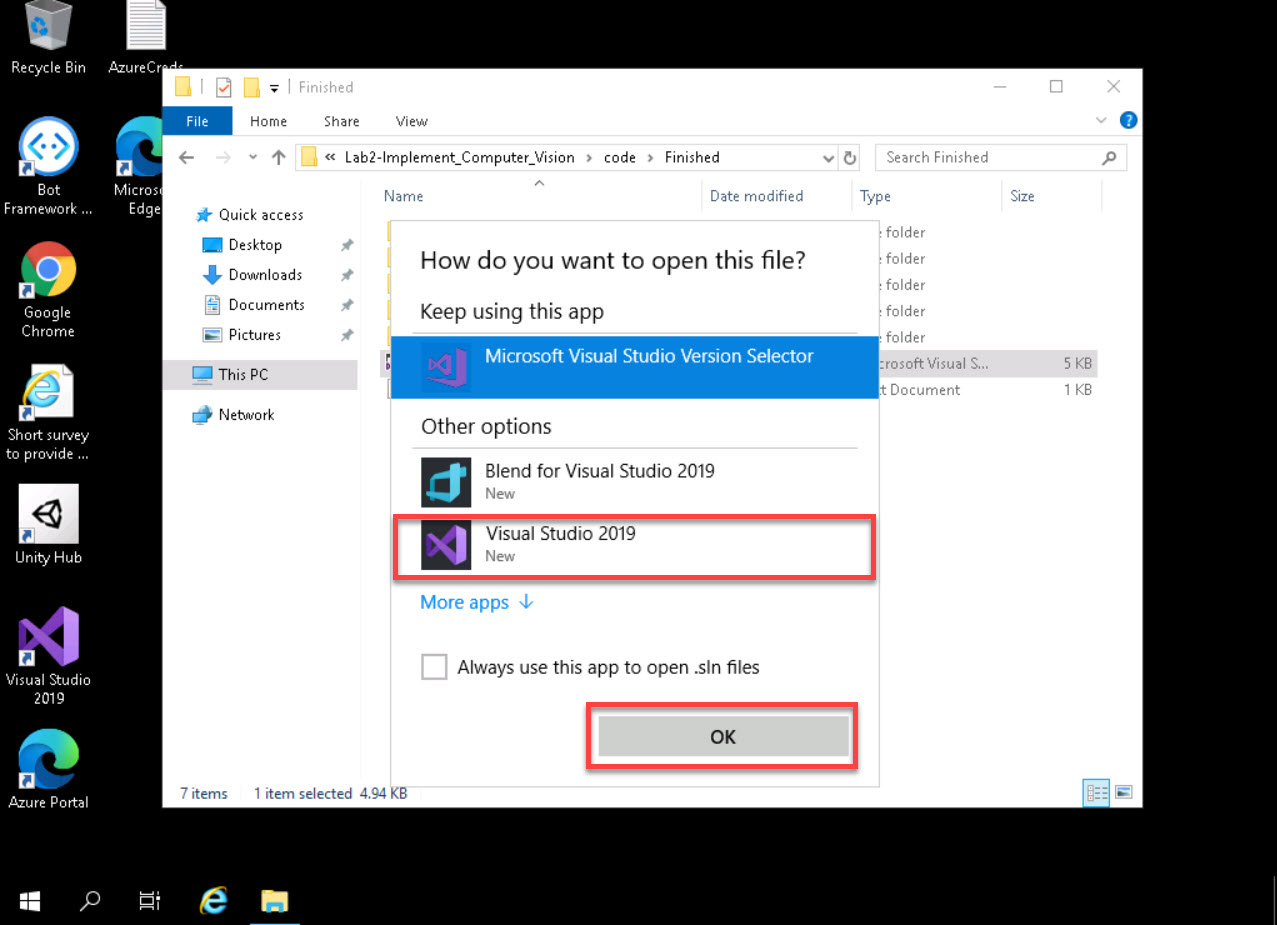 Recycle Bin
AzureCreds
Bot
Framework ...
Edge
Google
Chrome
Short survey
to provide ...
Unity Hub
Visual Studio
2019
Azure Portal
Finished
File
Home
Share
View
« Lab2-Implement_Computer_Vision › code › Finished
Search Finished
Quick access
Desktop
Downloads
Documents
Pictures
This PC
Network
Name
Date modified
Type
Size
folder
folder
folder
folder
folder
crosoft Visual S...
5 KB
t Document
1 KB
How do you want to open this file?
Keep using this app
Microsoft Visual Studio Version Selector
Other options
Blend for Visual Studio 2019
New
Visual Studio 2019
New
More apps
Always use this app to open .sln files
OK
7 items
1 item selected 4.94 KB